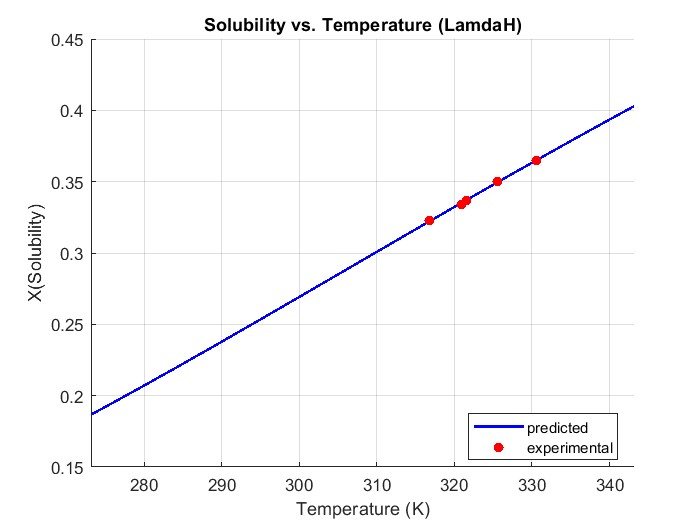 Solubility vs. Temperature (LamdaH)
0.45
0.4
0.35
0.3
0.25
0.2
0.15
X(Solubility)
280 290 300 310 320 330 340
Temperature (K)
predicted
experimental